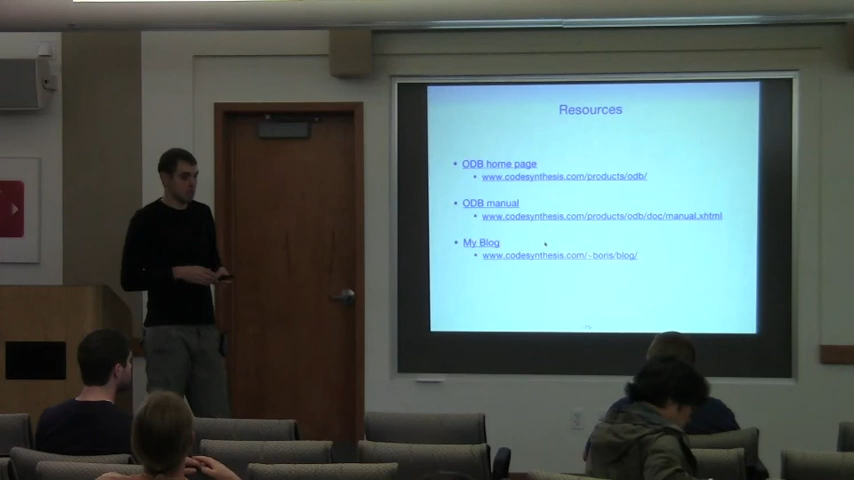 Resources
ODB home page
www.codesynthesis.com/products/odb/
ODB manual
www.codesynthesis.com/products/odb/doc/manual.xhtml
My Blog
www.codesynthesis.com/~boris/blog/